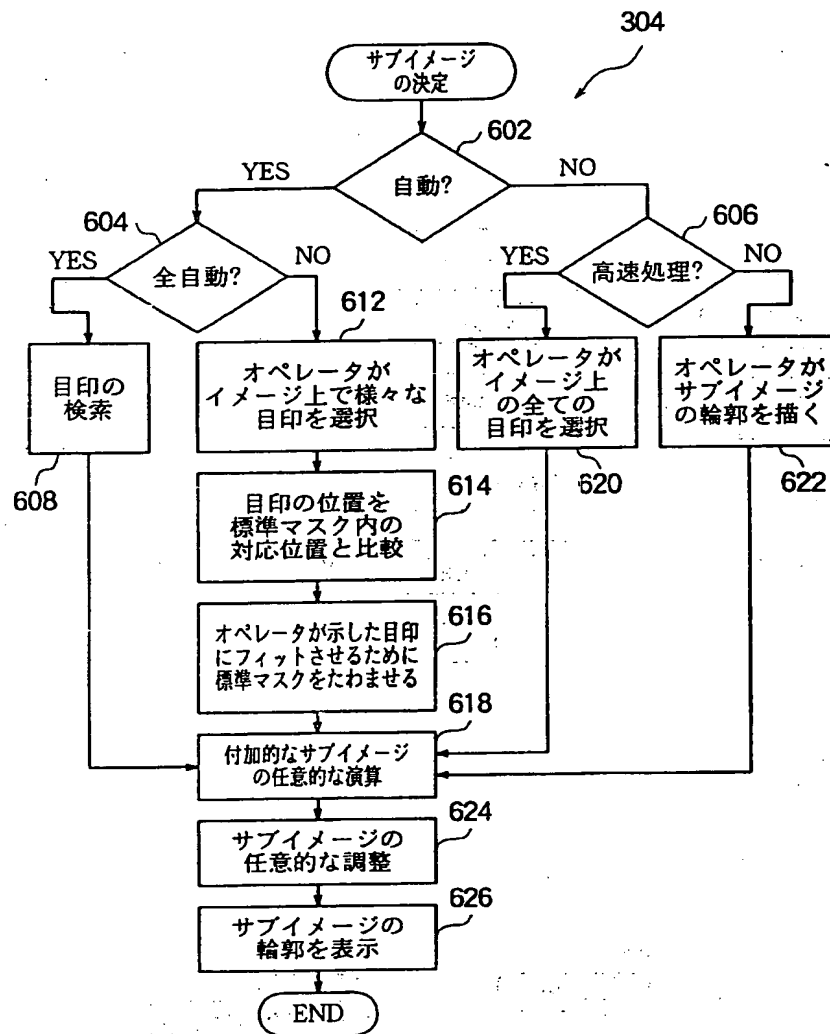 304
サブイメージ
の決定
602
YES
自動?
NO
604
606
YES
全自動?
NO
YES
高速処理?
NO
612
目印の
検索
608
オペレータが
イメージ上で様々な
目印を選択
オペレータが
イメージ上
の全ての
目印を選択
620
オペレータが
サブイメージ
の輪郭を描く
622
目印の位置を
標準マスク内の
対応位置と比較
614
オペレータが示した目印
にフィットさせるために
標準マスクをたわませる
616
618
付加的なサブイメージ
の任意的な演算
サブイメージの
任意的な調整
624
サブイメージの
輪郭を表示
626
END